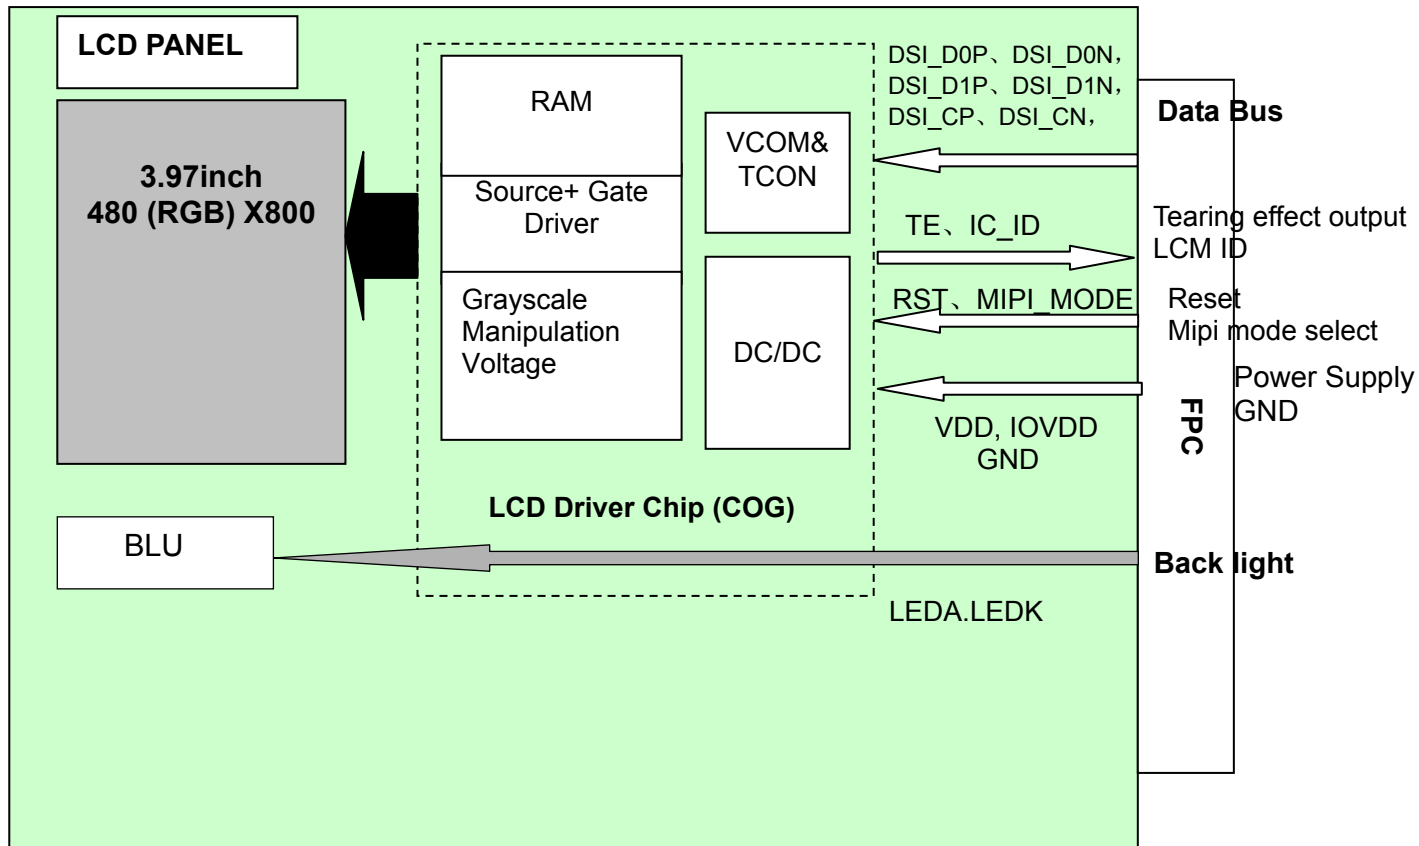 LCD PANEL
3.97inch
480 (RGB) X800
RAM
Source+ Gate
Driver
Grayscale
Manipulation
Voltage
VCOM&
TCON
DC/DC
LCD Driver Chip (COG)
BLU
DSI_D0P、DSI_D0N，
DSI_D1P、DSI_D1N，
DSI_CP、DSI_CN，
Data Bus
TE、IC_ID
Tearing effect output
LCM ID
RST、MIPI_MODE
Reset
Mipi mode select
VDD, IOVDD
GND
Power Supply
GND
FPC
Back light
LEDA.LEDK